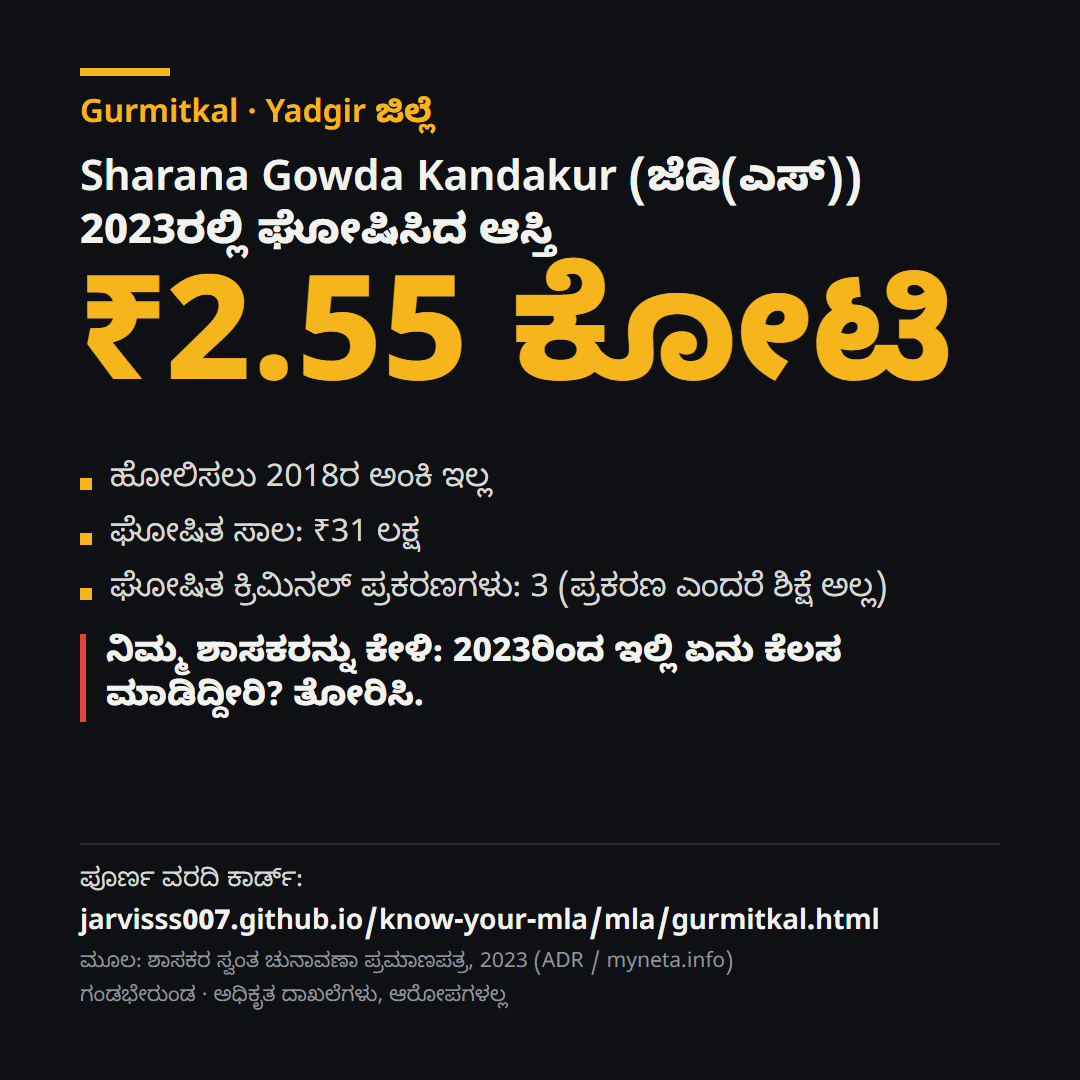 Gurmitkal · Yadgir ಜಿಲ್ಲೆ
Sharana Gowda Kandakur (ಜೆಡಿ(ಎಸ್))
2023ರಲ್ಲಿ ಘೋಷಿಸಿದ ಆಸ್ತಿ
₹2.55 ಕೋಟಿ
ಹೋಲಿಸಲು 2018ರ ಅಂಕಿ ಇಲ್ಲ
ಘೋಷಿತ ಸಾಲ: ₹31 ಲಕ್ಷ
ಘೋಷಿತ ಕ್ರಿಮಿನಲ್ ಪ್ರಕರಣಗಳು: 3 (ಪ್ರಕರಣ ಎಂದರೆ ಶಿಕ್ಷೆ ಅಲ್ಲ)
ನಿಮ್ಮ ಶಾಸಕರನ್ನು ಕೇಳಿ: 2023ರಿಂದ ಇಲ್ಲಿ ಏನು ಕೆಲಸ
ಮಾಡಿದ್ದೀರಿ? ತೋರಿಸಿ.
ಪೂರ್ಣ ವರದಿ ಕಾರ್ಡ್:
jarvisss007.github.io/know-your-mla/mla/gurmitkal.html
ಮೂಲ: ಶಾಸಕರ ಸ್ವಂತ ಚುನಾವಣಾ ಪ್ರಮಾಣಪತ್ರ, 2023 (ADR / myneta.info)
ಗಂಡಭೇರುಂಡ · ಅಧಿಕೃತ ದಾಖಲೆಗಳು, ಆರೋಪಗಳಲ್ಲ